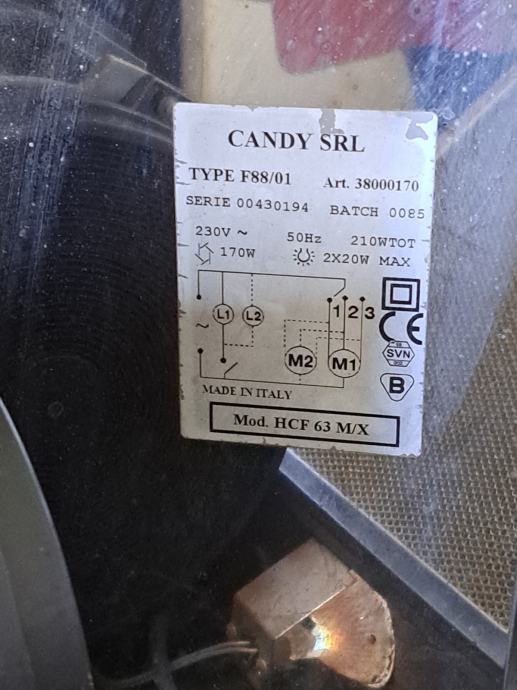 CANDY SRL
TYPE F88/01 Art. 38000170
SERIE 00430194 BATCH 0085
230V ~ 50Hz 210WTOT
170W 2X20W MAX
L1 L2 1 2 3
~
CE
SVN
M2 M1
B
MADE IN ITALY
Mod. HCF 63 M/X